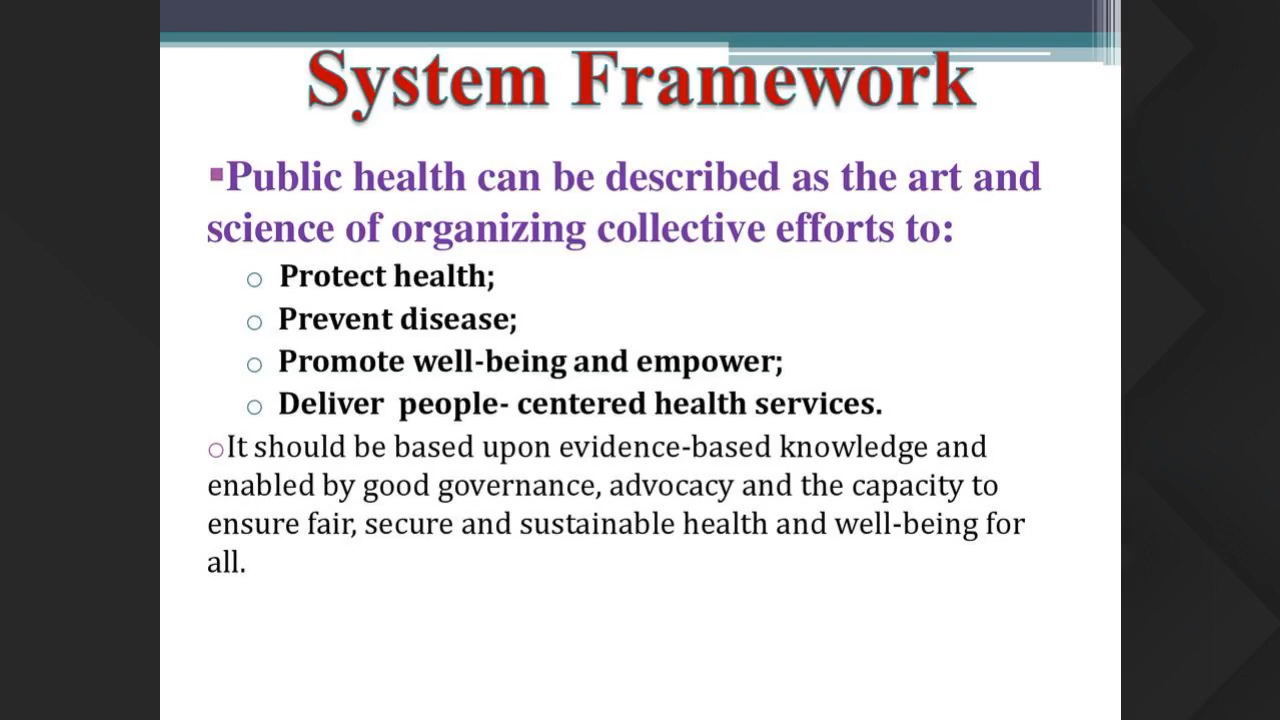 System Framework
▪Public health can be described as the art and
science of organizing collective efforts to:
o Protect health;
o Prevent disease;
o Promote well-being and empower;
o Deliver  people- centered health services.
oIt should be based upon evidence-based knowledge and
enabled by good governance, advocacy and the capacity to
ensure fair, secure and sustainable health and well-being for
all.